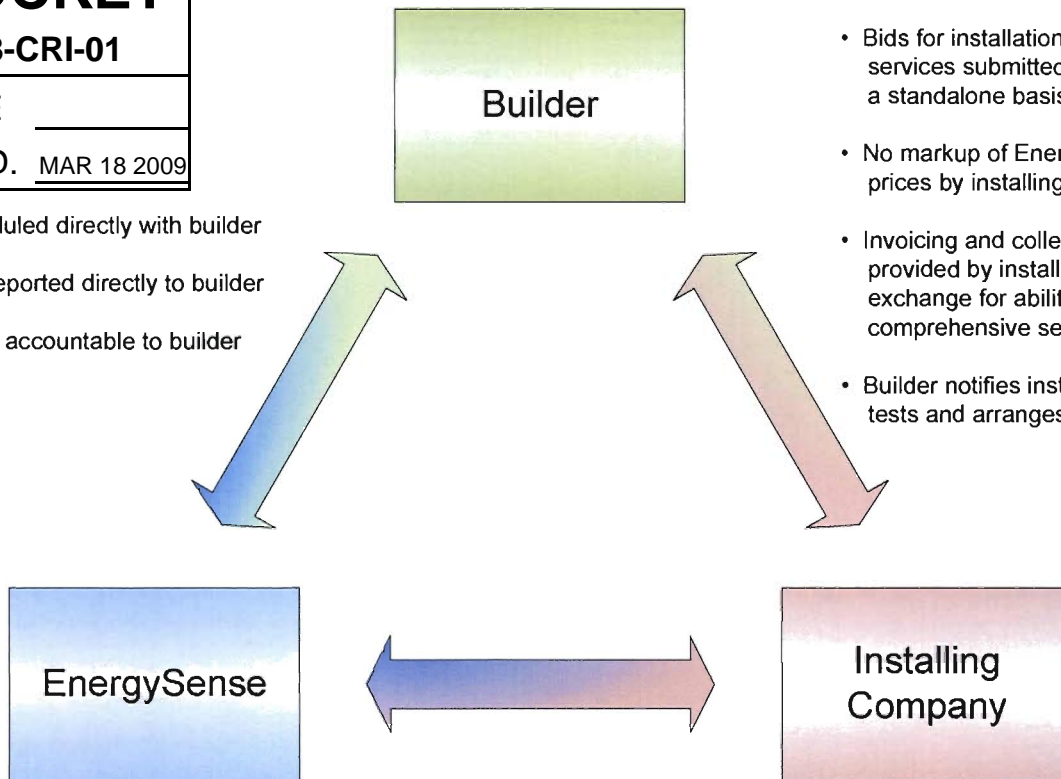 CKET
-CRI-01
MAR 18 2009
duled directly with builder
eported directly to builder
accountable to builder
Builder
• Bids for installation
services submitted
a standalone basis
• No markup of Ener
prices by installing
• Invoicing and colle
provided by install
exchange for abilit
comprehensive se
• Builder notifies inst
tests and arranges
EnergySense
Installing
Company